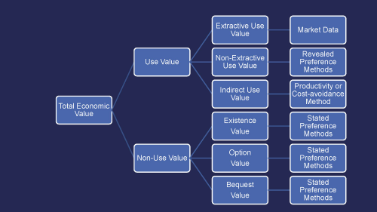 Extractive Use
Value
Market Data
Use Value
Non-Extractive
Use Value
Revealed
Preference
Methods
Indirect Use
Value
Productivity or
Cost-avoidance
Method
Total Economic
Value
Existence
Value
Stated
Preference
Methods
Non-Use Value
Option
Value
Stated
Preference
Methods
Bequest
Value
Stated
Preference
Methods